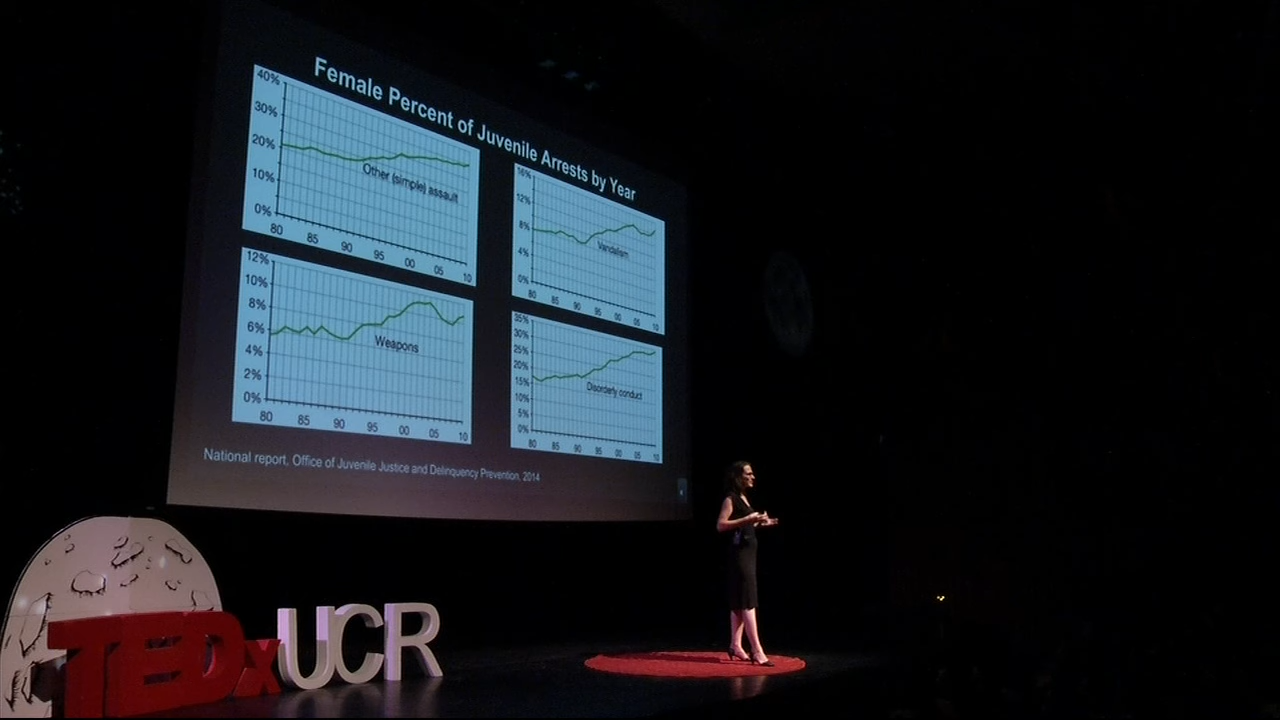 Female Percent of Juvenile Arrests by Year
40%
30%
20%
10%
0%
Other (simple) assault
80 85 90 95 00 05 10
16%
12%
8%
4%
0%
Vandalism
80 85 90 95 00 05 10
12%
10%
8%
6%
4%
2%
0%
Weapons
80 85 90 95 00 05 10
35%
30%
25%
20%
15%
10%
5%
0%
Disorderly conduct
80 85 90 95 00 05 10
National report, Office of Juvenile Justice and Delinquency Prevention, 2014
TEDxUCR